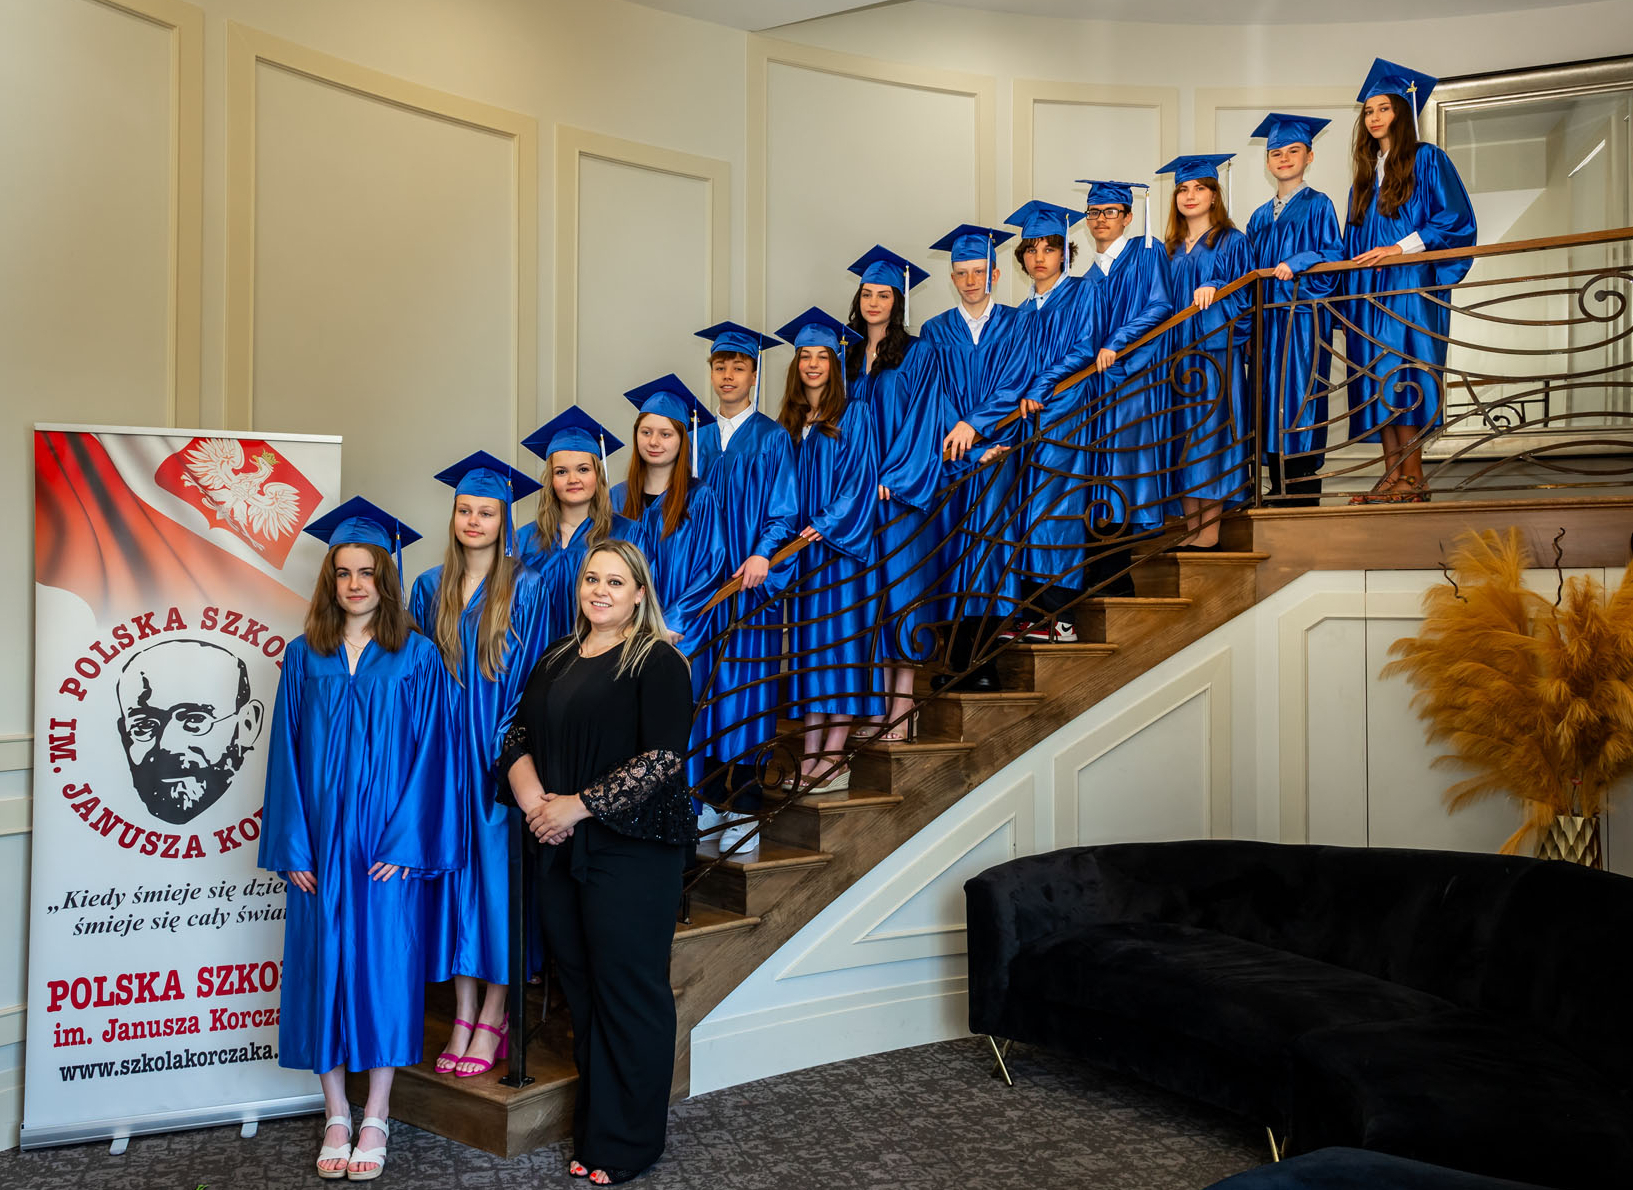 POLSKA SZKO
IM. JANUSZA KO
„Kiedy śmieje się dziec
śmieje się cały świa
POLSKA SZKO
im. Janusza Korcza
www.szkolakorczaka.